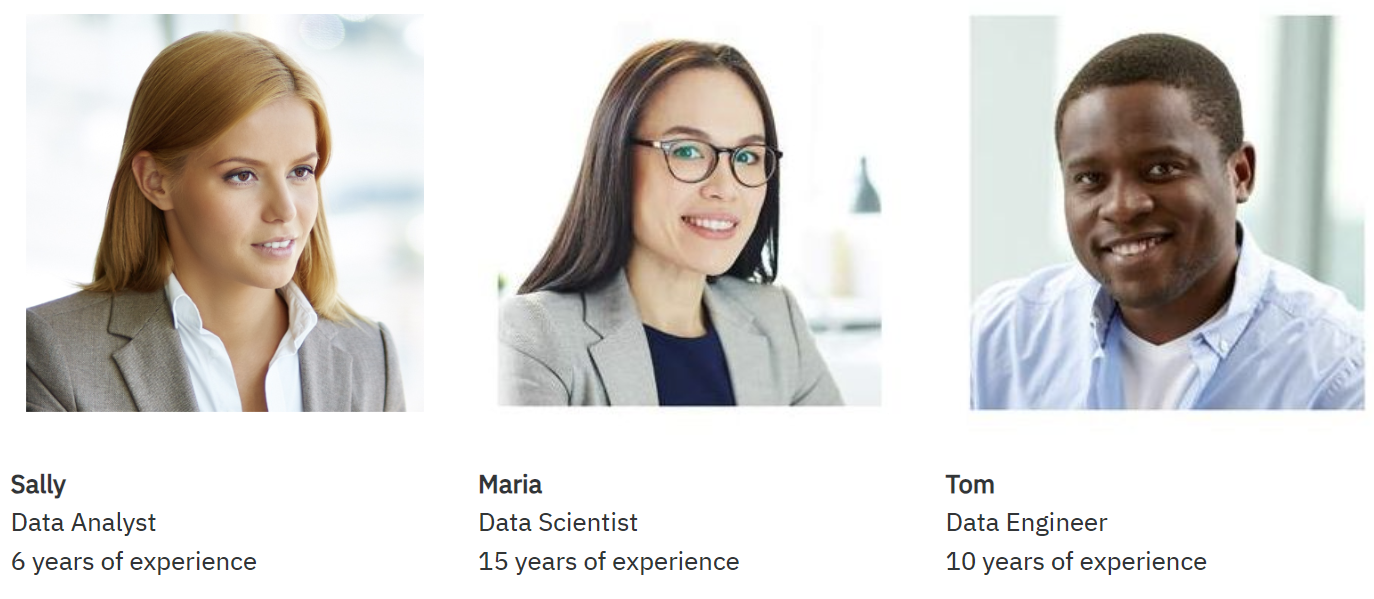 Sally
Data Analyst
6 years of experience
Maria
Data Scientist
15 years of experience
Tom
Data Engineer
10 years of experience